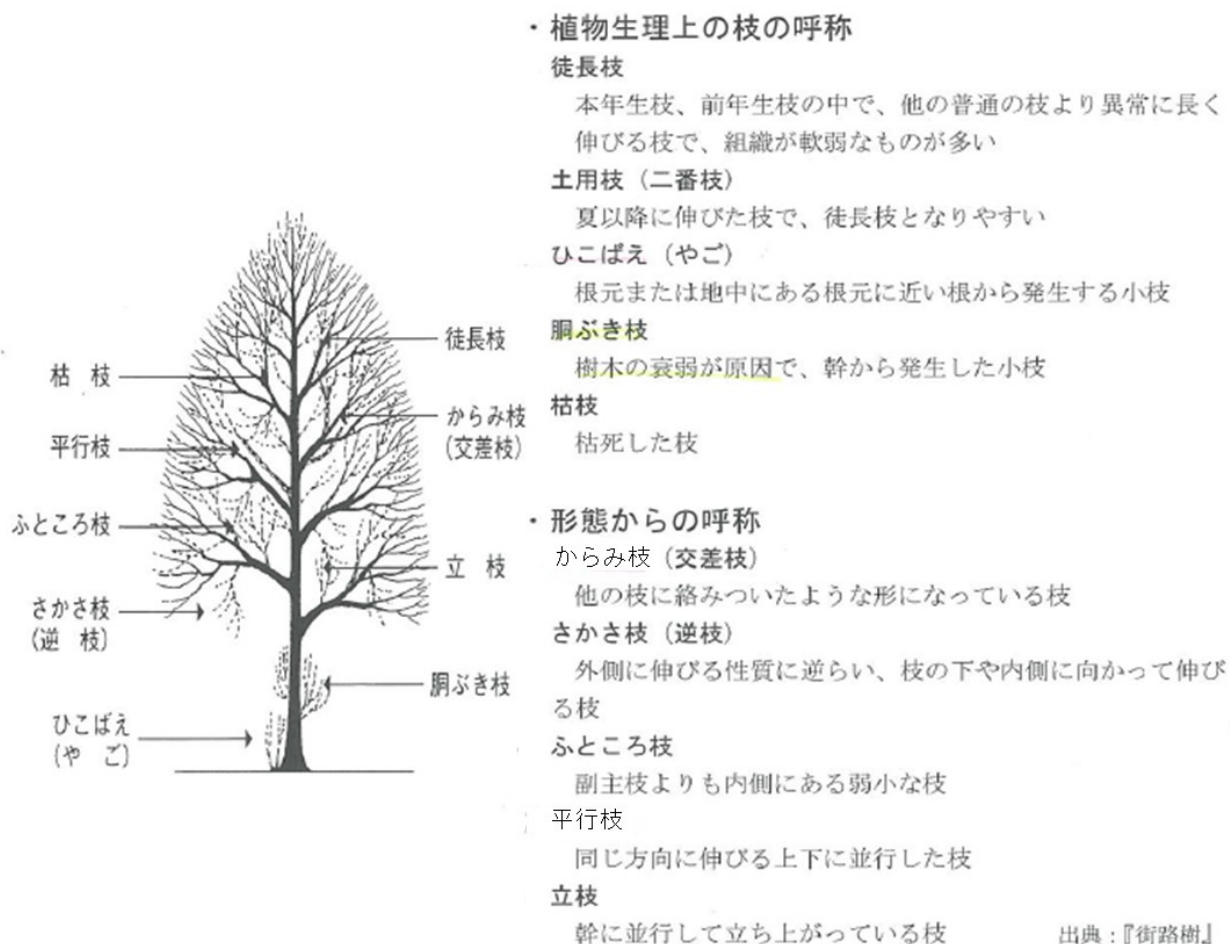 ・植物生理上の枝の呼称
徒長枝
本年生枝、前年生枝の中で、他の普通の枝より異常に長く
伸びる枝で、組織が軟弱なものが多い
土用枝（二番枝）
夏以降に伸びた枝で、徒長枝となりやすい
ひこばえ（やご）
根元または地中にある根元に近い根から発生する小枝
胴ぶき枝
樹木の衰弱が原因で、幹から発生した小枝
枯枝
枯死した枝
・形態からの呼称
からみ枝（交差枝）
他の枝に絡みついたような形になっている枝
さかさ枝（逆枝）
外側に伸びる性質に逆らい、枝の下や内側に向かって伸び
る枝
ふところ枝
副主枝よりも内側にある弱小な枝
平行枝
同じ方向に伸びる上下に並行した枝
立枝
幹に並行して立ち上がっている枝
出典：『街路樹』
枯 枝
平行枝
ふところ枝
さかさ枝
(逆 枝)
ひこばえ
(や ご)
徒長枝
からみ枝
(交差枝)
立 枝
胴ぶき枝